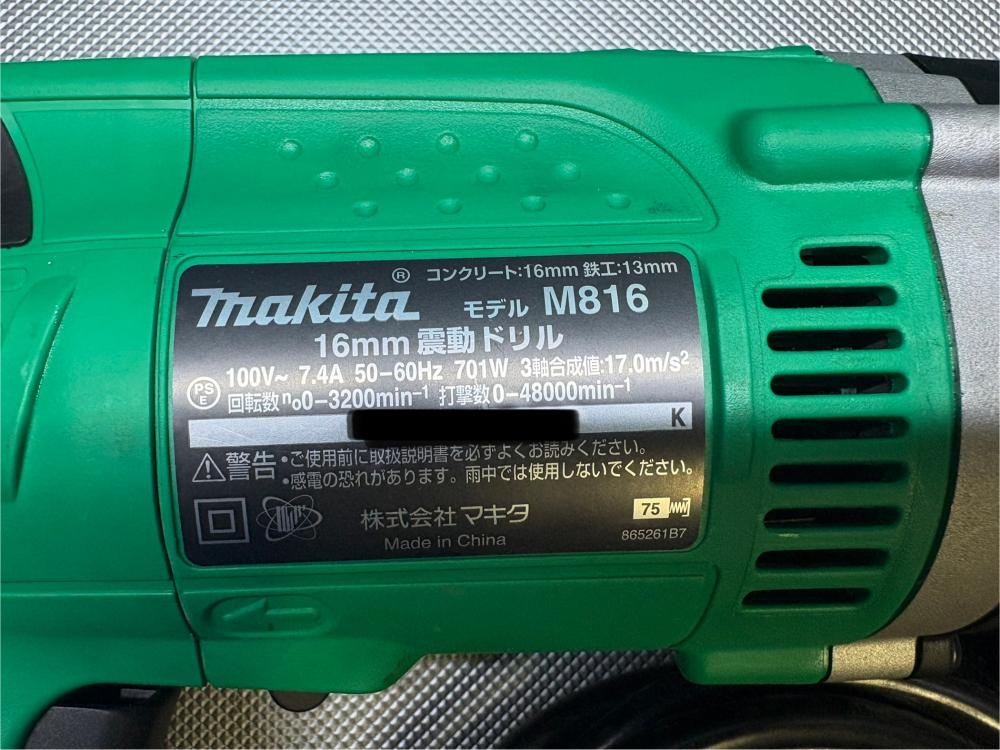 ® コンクリート:16mm 鉄工:13mm
makita モデル M816
16mm 震動ドリル
PS E 100V~ 7.4A 50-60Hz 701W 3軸合成値:17.0m/s²
回転数 n₀0-3200min⁻¹ 打撃数0-48000min⁻¹
K
警告 •ご使用前に取扱説明書を必ずよくお読みください。
•感電の恐れがあります。雨中では使用しないでください。
株式会社マキタ 75
Made in China 865261B7